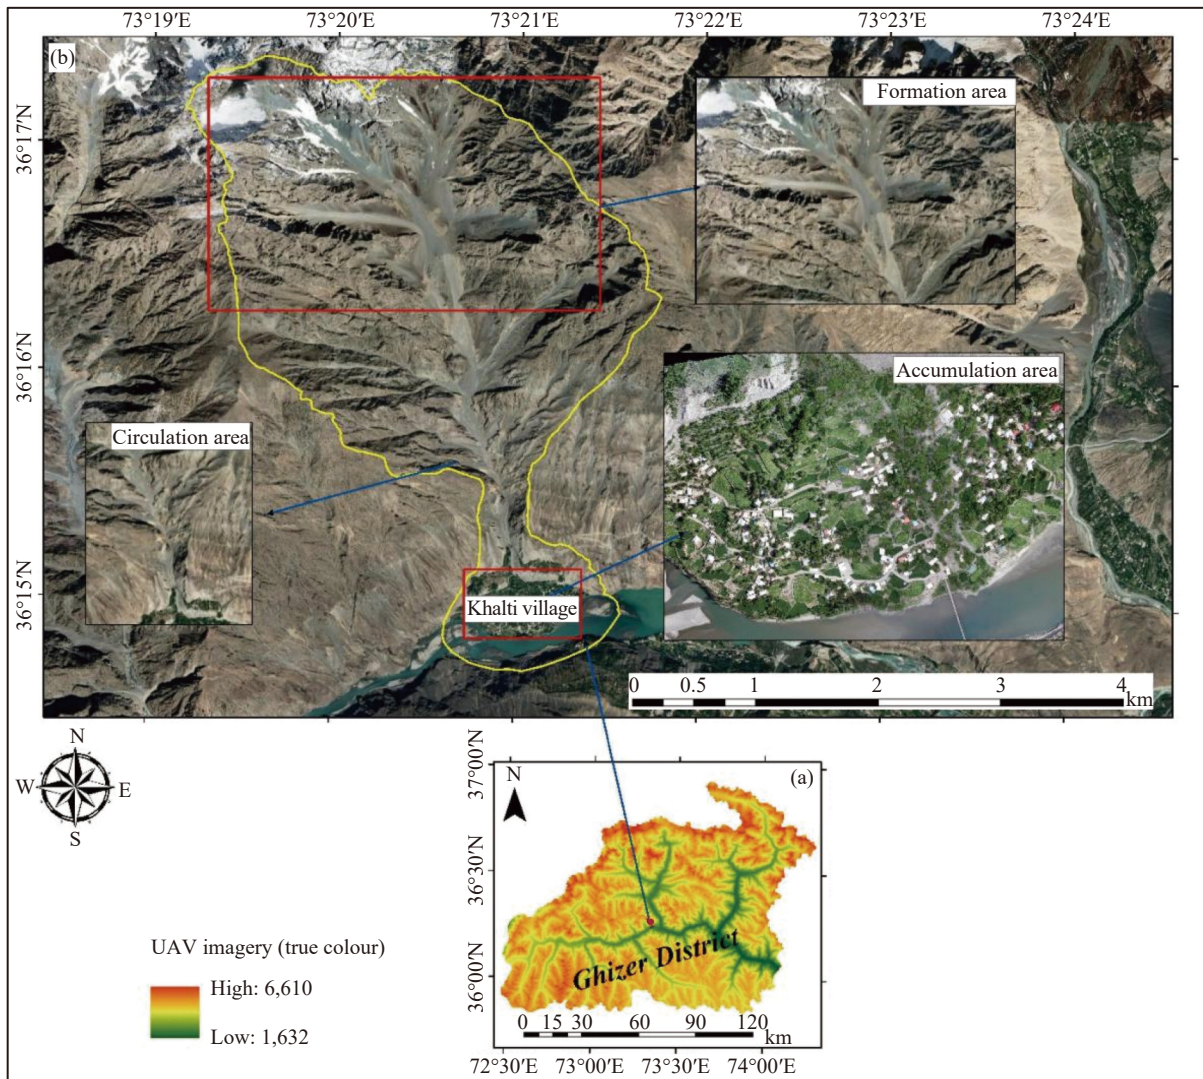 73°19′E 73°20′E 73°21′E 73°22′E 73°23′E 73°24′E
(b)
Formation area
36°17′N
36°16′N
Accumulation area
Circulation area
36°15′N
Khalti village
0 0.5 1 2 3 4
km
N
W E
S
(a)
N
37°00′N
36°30′N
36°00′N
Ghizer District
UAV imagery (true colour)
High: 6,610
Low: 1,632
0 15 30 60 90 120
km
72°30′E 73°00′E 73°30′E 74°00′E